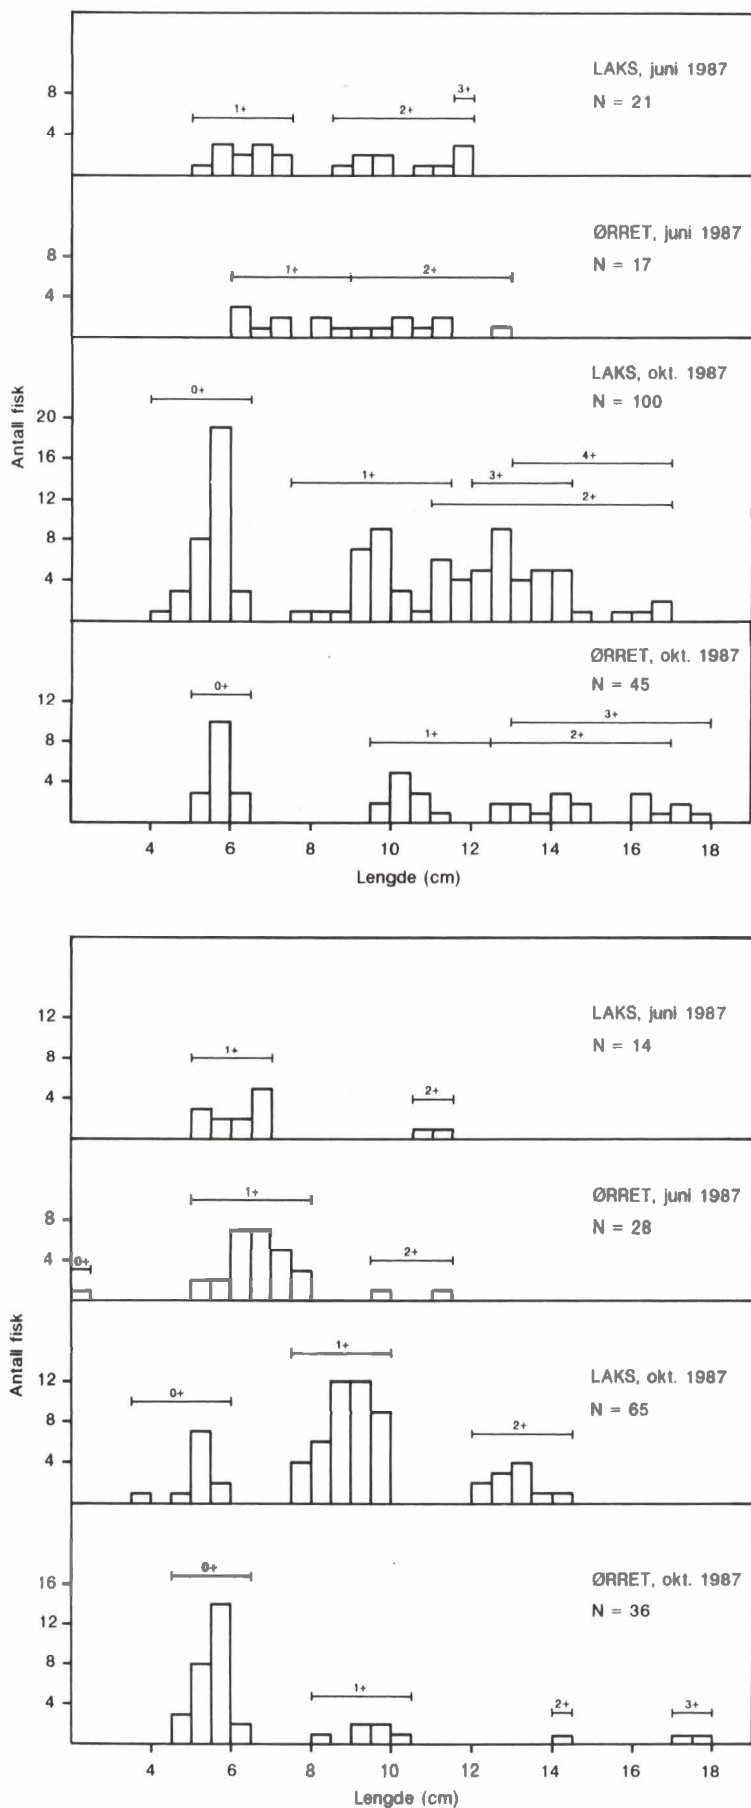 LAKS, juni 1987
N = 21
3+
1+ 2+
8
4
ØRRET, juni 1987
N = 17
1+ 2+
8
4
LAKS, okt. 1987
N = 100
0+
4+
1+ 3+
2+
20
16
12
8
4
Antall fisk
ØRRET, okt. 1987
N = 45
0+
3+
1+ 2+
12
8
4
4 6 8 10 12 14 16 18
Lengde (cm)
LAKS, juni 1987
N = 14
1+
2+
12
8
4
ØRRET, juni 1987
N = 28
1+
0+
2+
8
4
LAKS, okt. 1987
N = 65
1+
0+
2+
12
8
4
Antall fisk
ØRRET, okt. 1987
N = 36
0+
1+
2+ 3+
16
12
8
4
4 6 8 10 12 14 16 18
Lengde (cm)